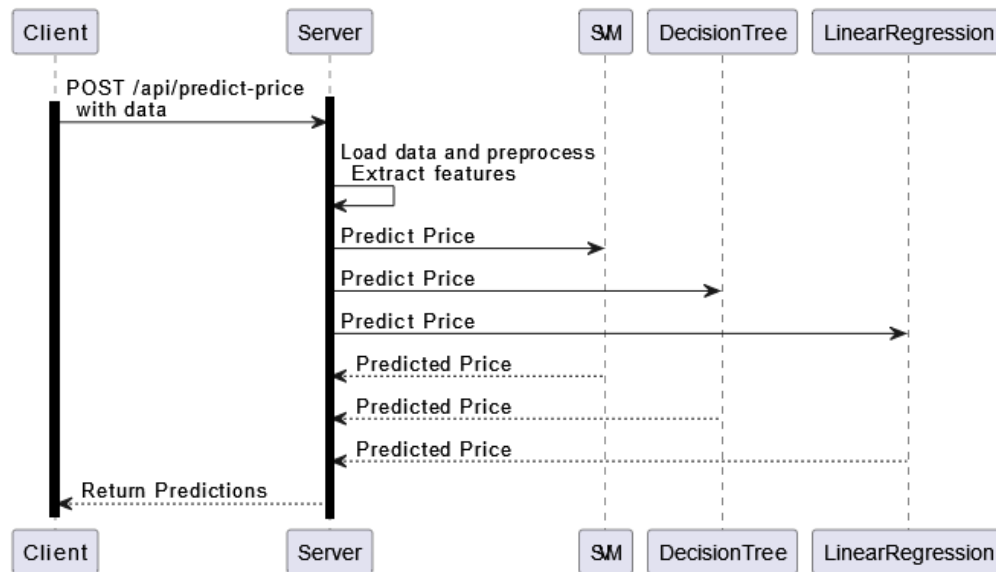 Client Server SVM DecisionTree LinearRegression
POST /api/predict-price
with data
Load data and preprocess
Extract features
Predict Price
Predict Price
Predict Price
Predicted Price
Predicted Price
Predicted Price
Return Predictions
Client Server SVM DecisionTree LinearRegression